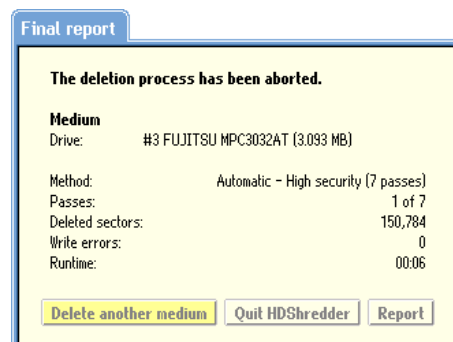 Final report
The deletion process has been aborted.
Medium
Drive: #3 FUJITSU MPC3032AT (3.093 MB)
Method: Automatic - High security (7 passes)
Passes: 1 of 7
Deleted sectors: 150,784
Write errors: 0
Runtime: 00:06
Delete another medium Quit HDShredder Report